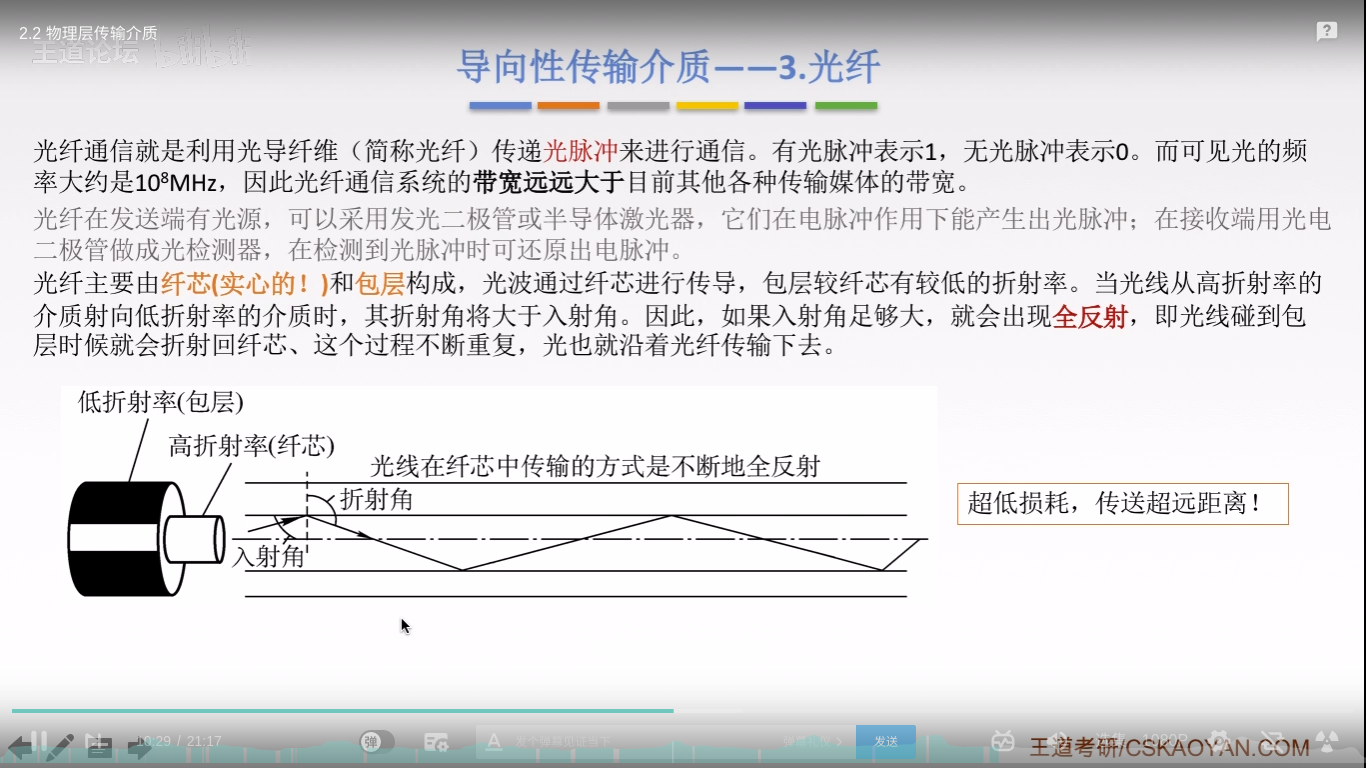 2.2 物理层传输介质
王道论坛 bilibili
导向性传输介质——3.光纤
光纤通信就是利用光导纤维（简称光纤）传递光脉冲来进行通信。有光脉冲表示1，无光脉冲表示0。而可见光的频
率大约是10⁸MHz，因此光纤通信系统的带宽远远大于目前其他各种传输媒体的带宽。
光纤在发送端有光源，可以采用发光二极管或半导体激光器，它们在电脉冲作用下能产生出光脉冲；在接收端用光电
二极管做成光检测器，在检测到光脉冲时可还原出电脉冲。
光纤主要由纤芯(实心的！)和包层构成，光波通过纤芯进行传导，包层较纤芯有较低的折射率。当光线从高折射率的
介质射向低折射率的介质时，其折射角将大于入射角。因此，如果入射角足够大，就会出现全反射，即光线碰到包
层时候就会折射回纤芯、这个过程不断重复，光也就沿着光纤传输下去。
低折射率(包层)
高折射率(纤芯)
光线在纤芯中传输的方式是不断地全反射
折射角
入射角
超低损耗，传送超远距离！
10:29 / 21:17
弹
发个弹幕见证当下
发送
选集
1080P
王道考研/CSKAOYAN.COM